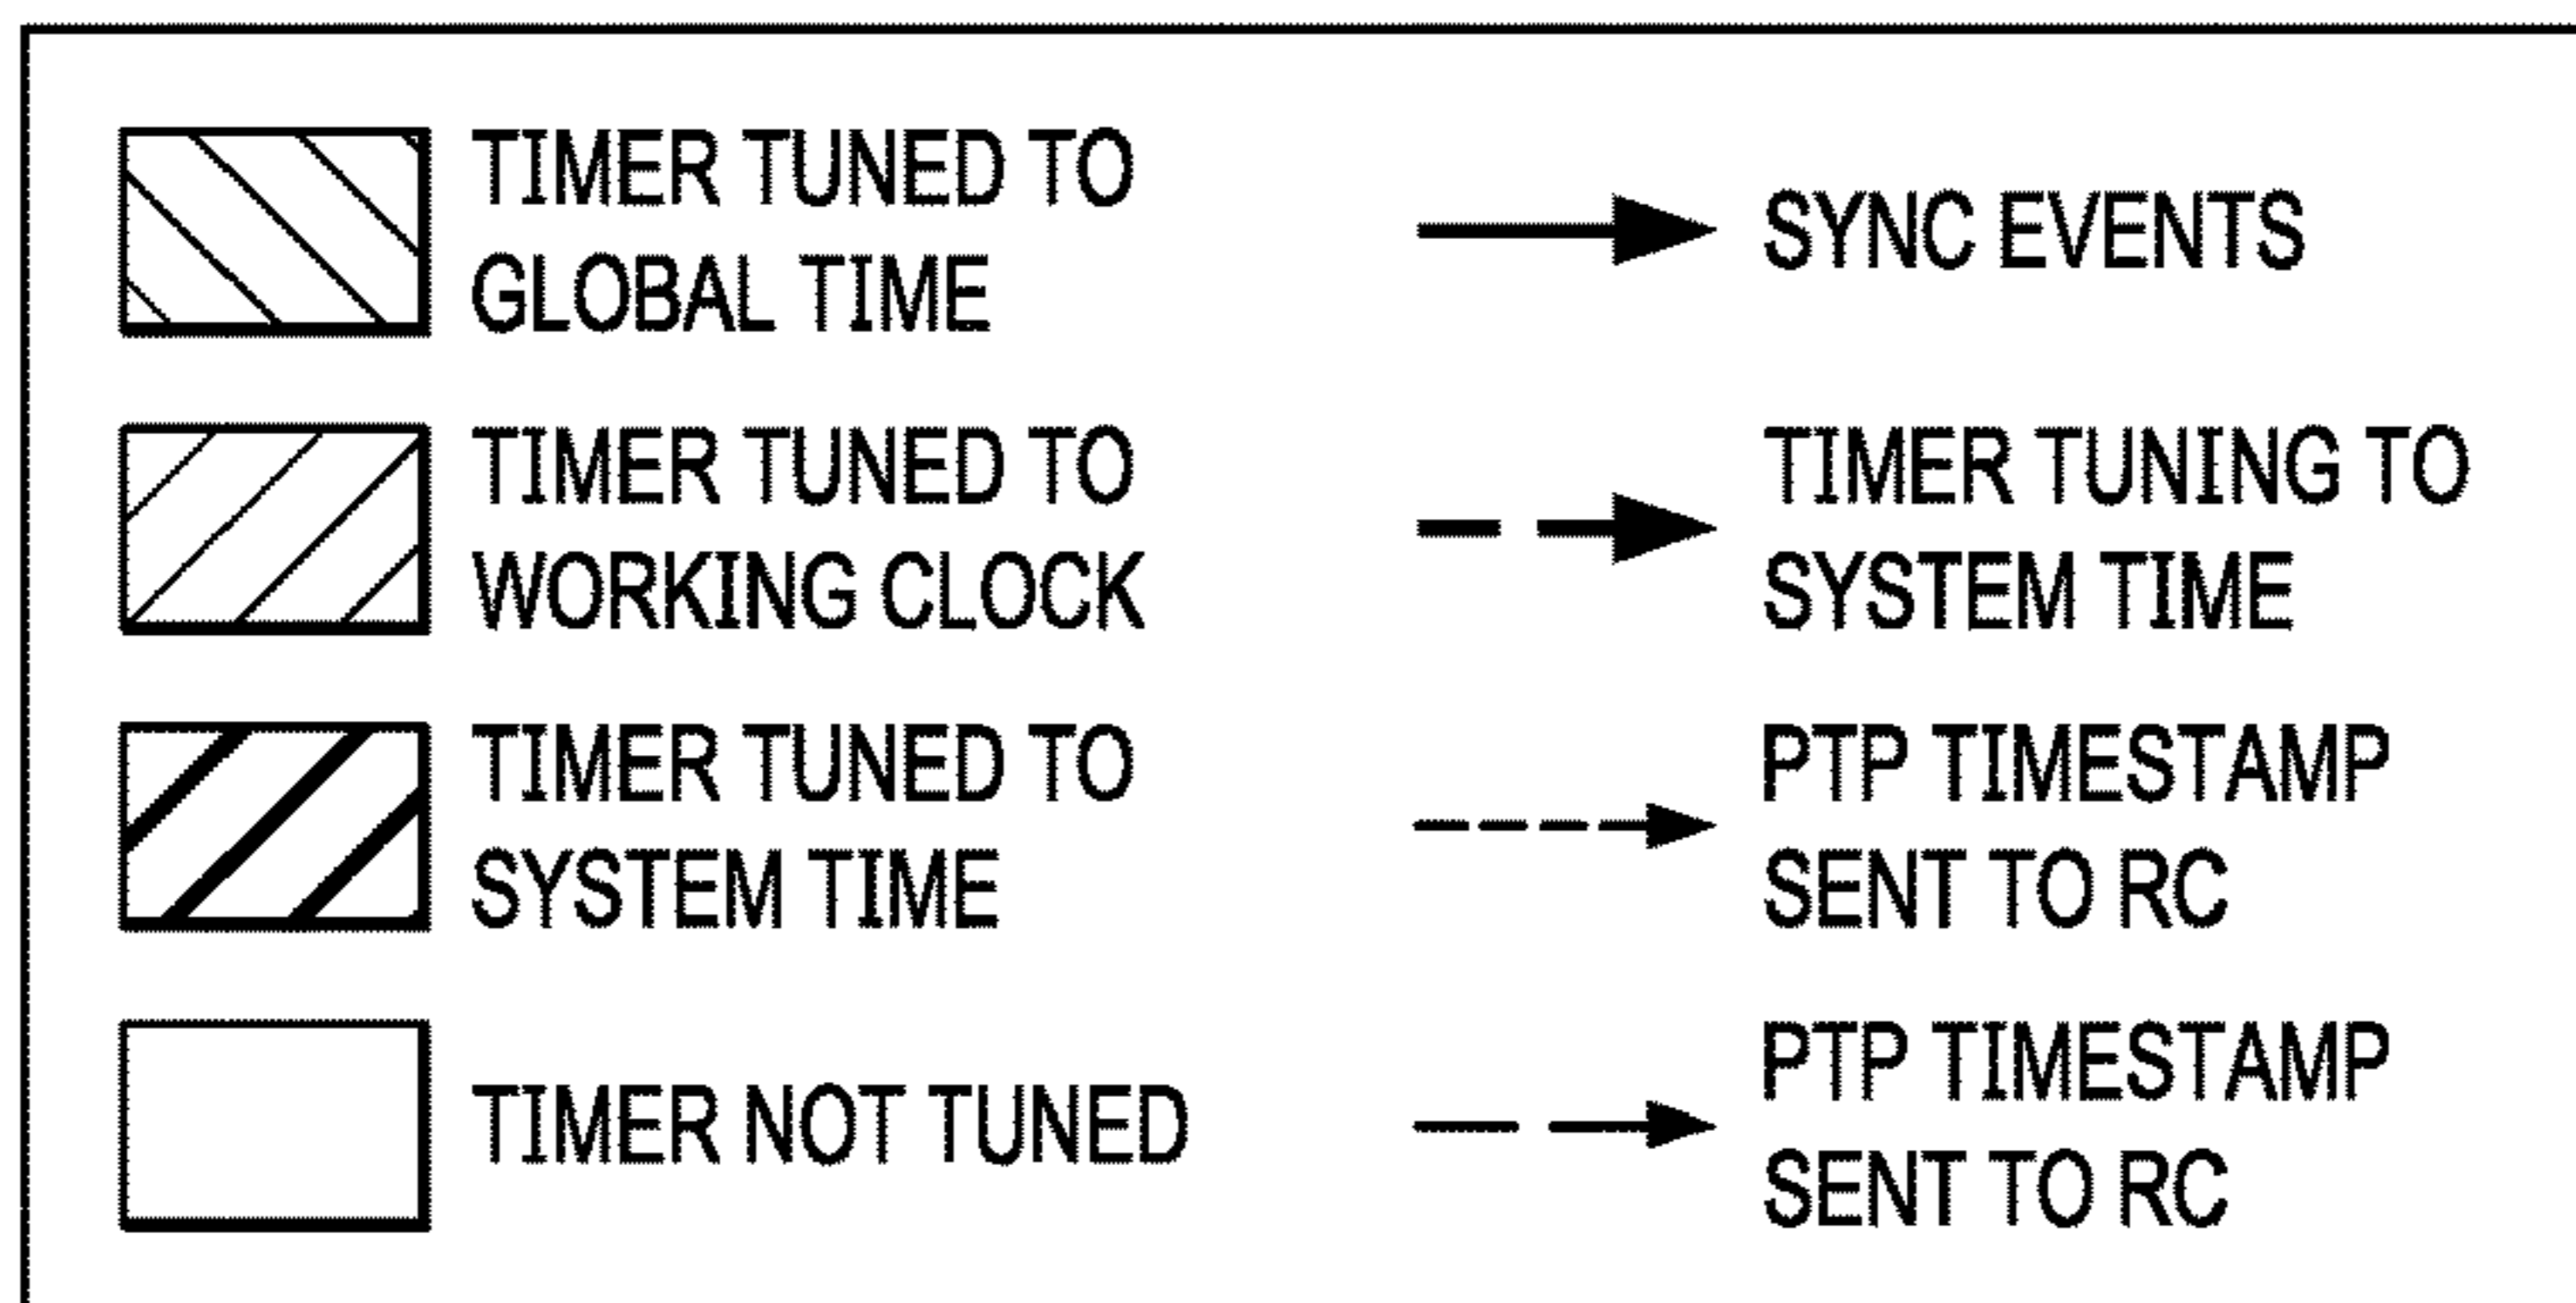 TIMER TUNED TO
GLOBAL TIME
TIMER TUNED TO
WORKING CLOCK
TIMER TUNED TO
SYSTEM TIME
TIMER NOT TUNED
SYNC EVENTS
TIMER TUNING TO
SYSTEM TIME
PTP TIMESTAMP
SENT TO RC
PTP TIMESTAMP
SENT TO RC